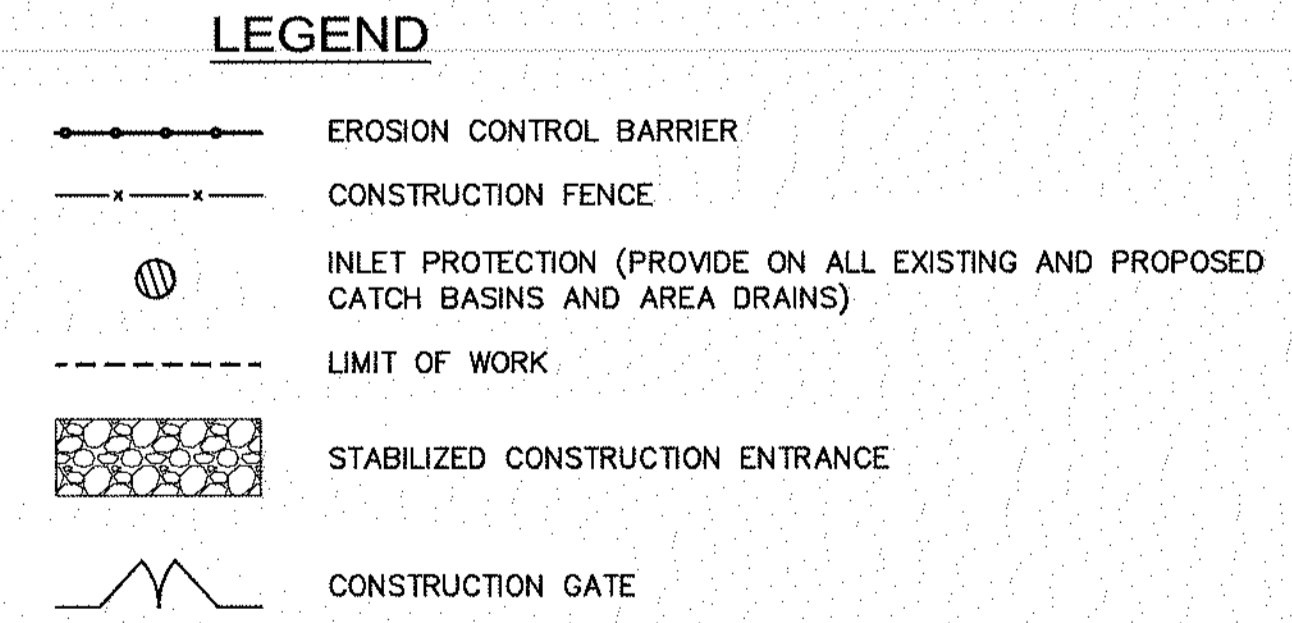 LEGEND
EROSION CONTROL BARRIER
x x CONSTRUCTION FENCE
INLET PROTECTION (PROVIDE ON ALL EXISTING AND PROPOSED
CATCH BASINS AND AREA DRAINS)
LIMIT OF WORK
STABILIZED CONSTRUCTION ENTRANCE
CONSTRUCTION GATE